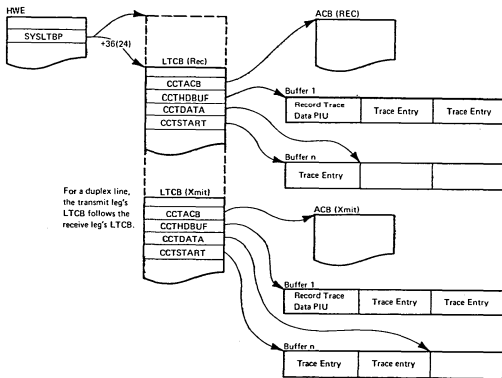 HWE
SYSLTBP
+36(24)
ACB (REC)
LTCB (Rec)
CCTACB
CCTHDBUF
CCTDATA
CCTSTART
Buffer 1
Record Trace
Data PIU
Trace Entry
Trace Entry
Buffer n
Trace Entry
For a duplex line,
the transmit leg's
LTCB follows the
receive leg's LTCB.
LTCB (Xmit)
CCTACB
CCTHDBUF
CCTDATA
CCTSTART
ACB (Xmit)
Buffer 1
Record Trace
Data PIU
Trace Entry
Trace Entry
Buffer n
Trace Entry
Trace entry